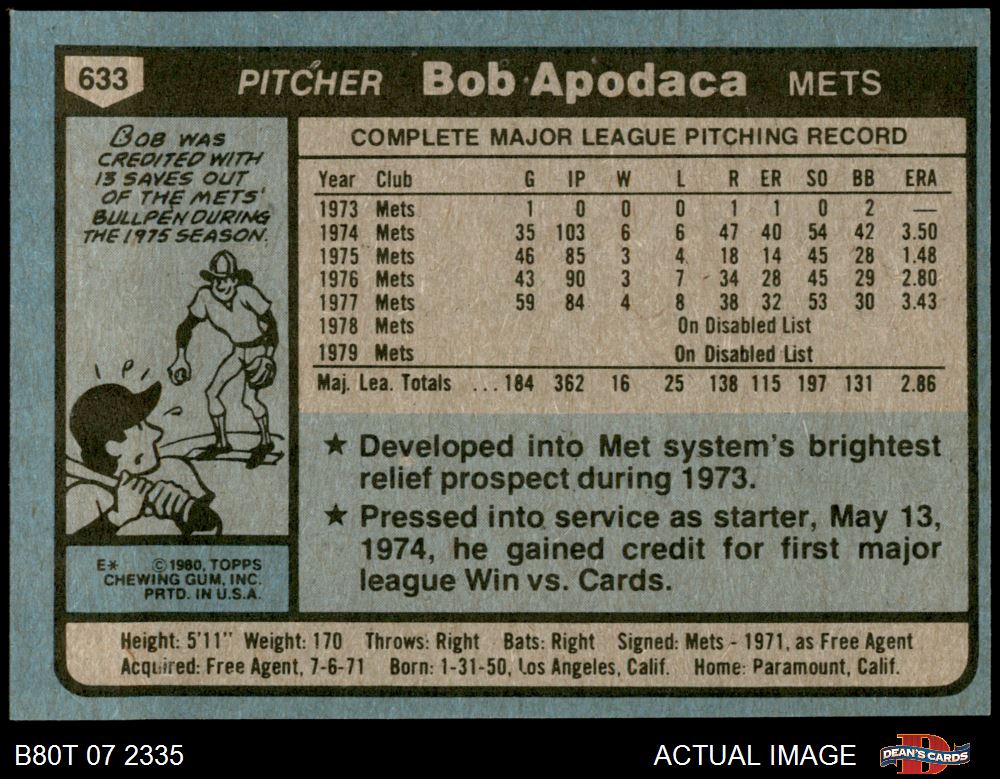 633 PITCHER Bob Apodaca METS
BOB WAS
CREDITED WITH
13 SAVES OUT
OF THE METS'
BULLPEN DURING
THE 1975 SEASON.
COMPLETE MAJOR LEAGUE PITCHING RECORD
Year Club G IP W L R ER SO BB ERA
1973 Mets 1 0 0 0 1 1 0 2 —
1974 Mets 35 103 6 6 47 40 54 42 3.50
1975 Mets 46 85 3 4 18 14 45 28 1.48
1976 Mets 43 90 3 7 34 28 45 29 2.80
1977 Mets 59 84 4 8 38 32 53 30 3.43
1978 Mets On Disabled List
1979 Mets On Disabled List
Maj. Lea. Totals ...184 362 16 25 138 115 197 131 2.86
★ Developed into Met system's brightest
relief prospect during 1973.
★ Pressed into service as starter, May 13,
1974, he gained credit for first major
league Win vs. Cards.
E* ©1980, TOPPS
CHEWING GUM, INC.
PRTD. IN U.S.A.
Height: 5'11" Weight: 170 Throws: Right Bats: Right Signed: Mets - 1971, as Free Agent
Acquired: Free Agent, 7-6-71 Born: 1-31-50, Los Angeles, Calif. Home: Paramount, Calif.
B80T 07 2335 ACTUAL IMAGE DEAN'S CARDS